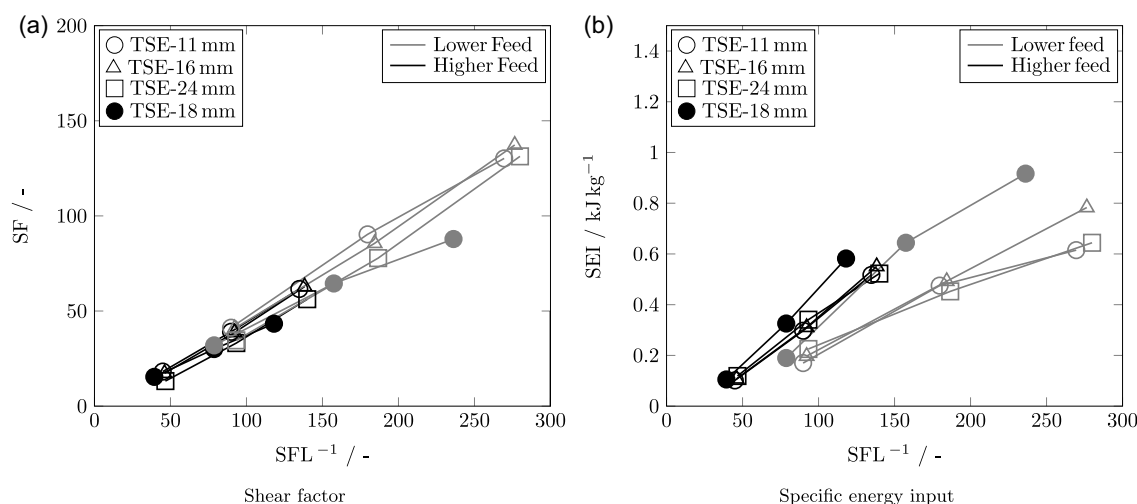 (a)
200
150
100
50
0
SF / -
TSE-11 mm
TSE-16 mm
TSE-24 mm
TSE-18 mm
Lower Feed
Higher Feed
0 50 100 150 200 250 300
SFL⁻¹ / -
Shear factor
(b)
1.4
1.2
1
0.8
0.6
0.4
0.2
0
SEI / kJ kg⁻¹
TSE-11 mm
TSE-16 mm
TSE-24 mm
TSE-18 mm
Lower feed
Higher feed
0 50 100 150 200 250 300
SFL⁻¹ / -
Specific energy input